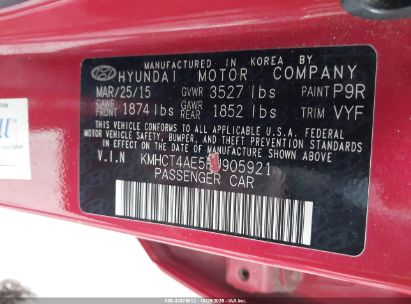 MANUFACTURED IN KOREA BY
HYUNDAI MOTOR COMPANY
MAR/25/15 GVWR 3527 lbs PAINT P9R
GAWR FRONT 1874 lbs GAWR REAR 1852 lbs TRIM VYF
THIS VEHICLE CONFORMS TO ALL APPLICABLE U.S.A. FEDERAL
MOTOR VEHICLE SAFETY, BUMPER, AND THEFT PREVENTION STANDARDS
IN EFFECT ON THE DATE OF MANUFACTURE SHOWN ABOVE.
V.I.N
PASSENGER CAR